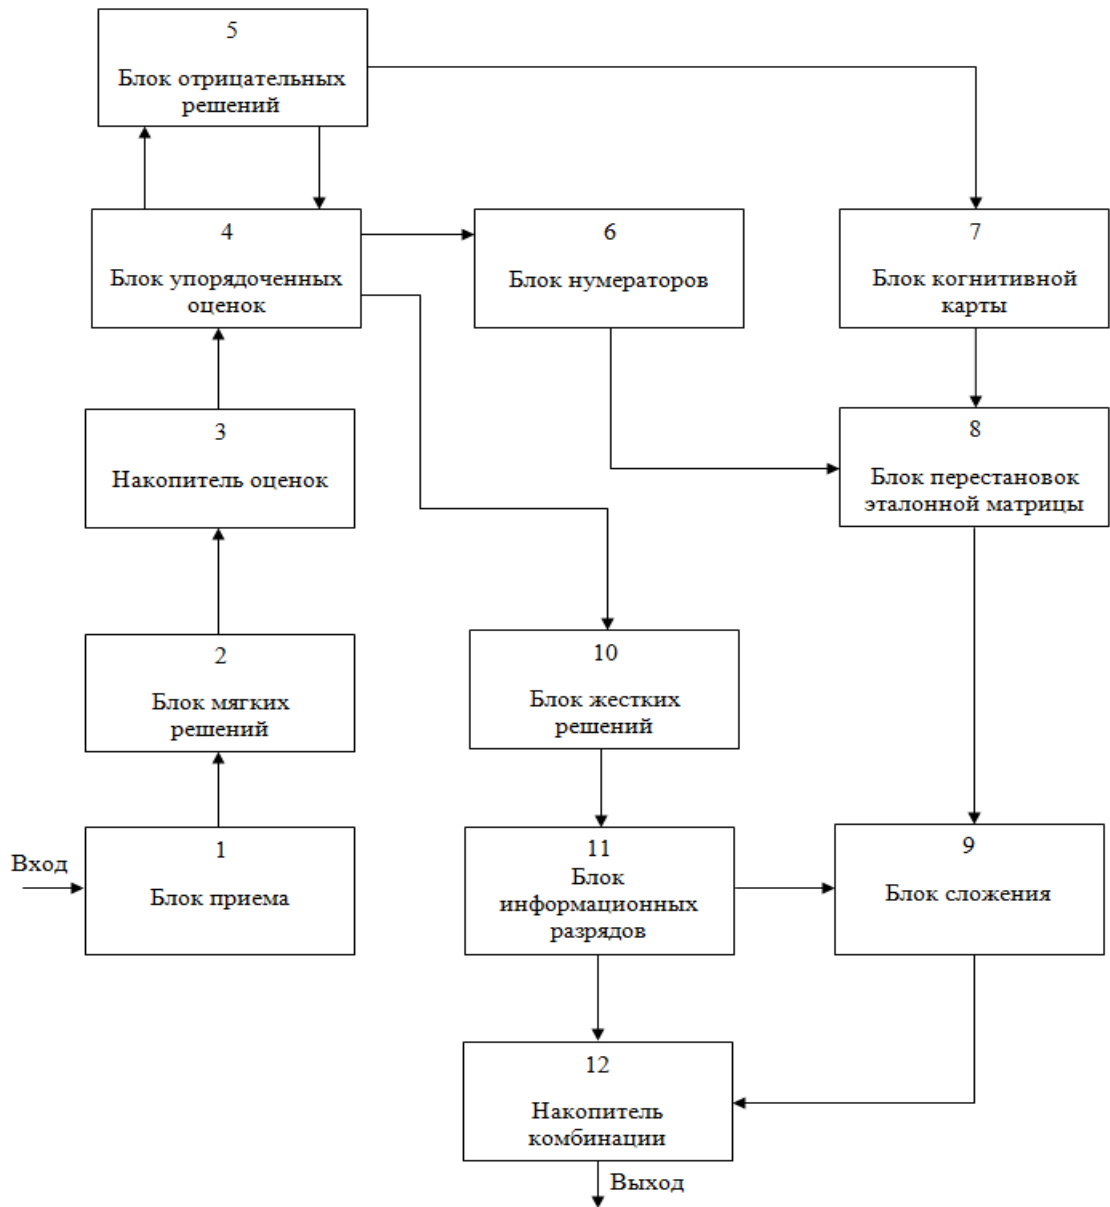 5
Блок отрицательных
решений
4
Блок упорядоченных
оценок
6
Блок нумераторов
7
Блок когнитивной
карты
3
Накопитель оценок
8
Блок перестановок
эталонной матрицы
2
Блок мягких
решений
10
Блок жестких
решений
Вход
1
Блок приема
11
Блок
информационных
разрядов
9
Блок сложения
12
Накопитель
комбинации
Выход